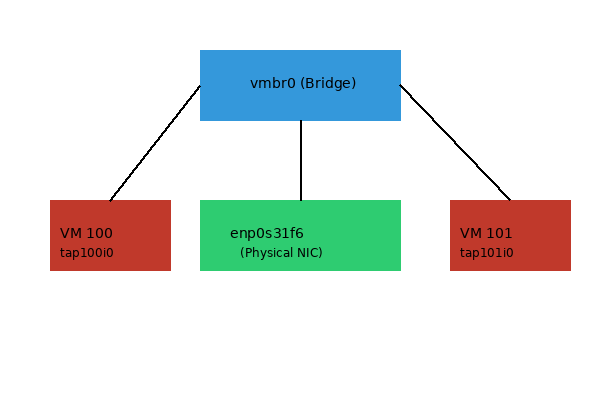 vmbr0 (Bridge)
VM 100
tap100i0
enp0s31f6
(Physical NIC)
VM 101
tap101i0